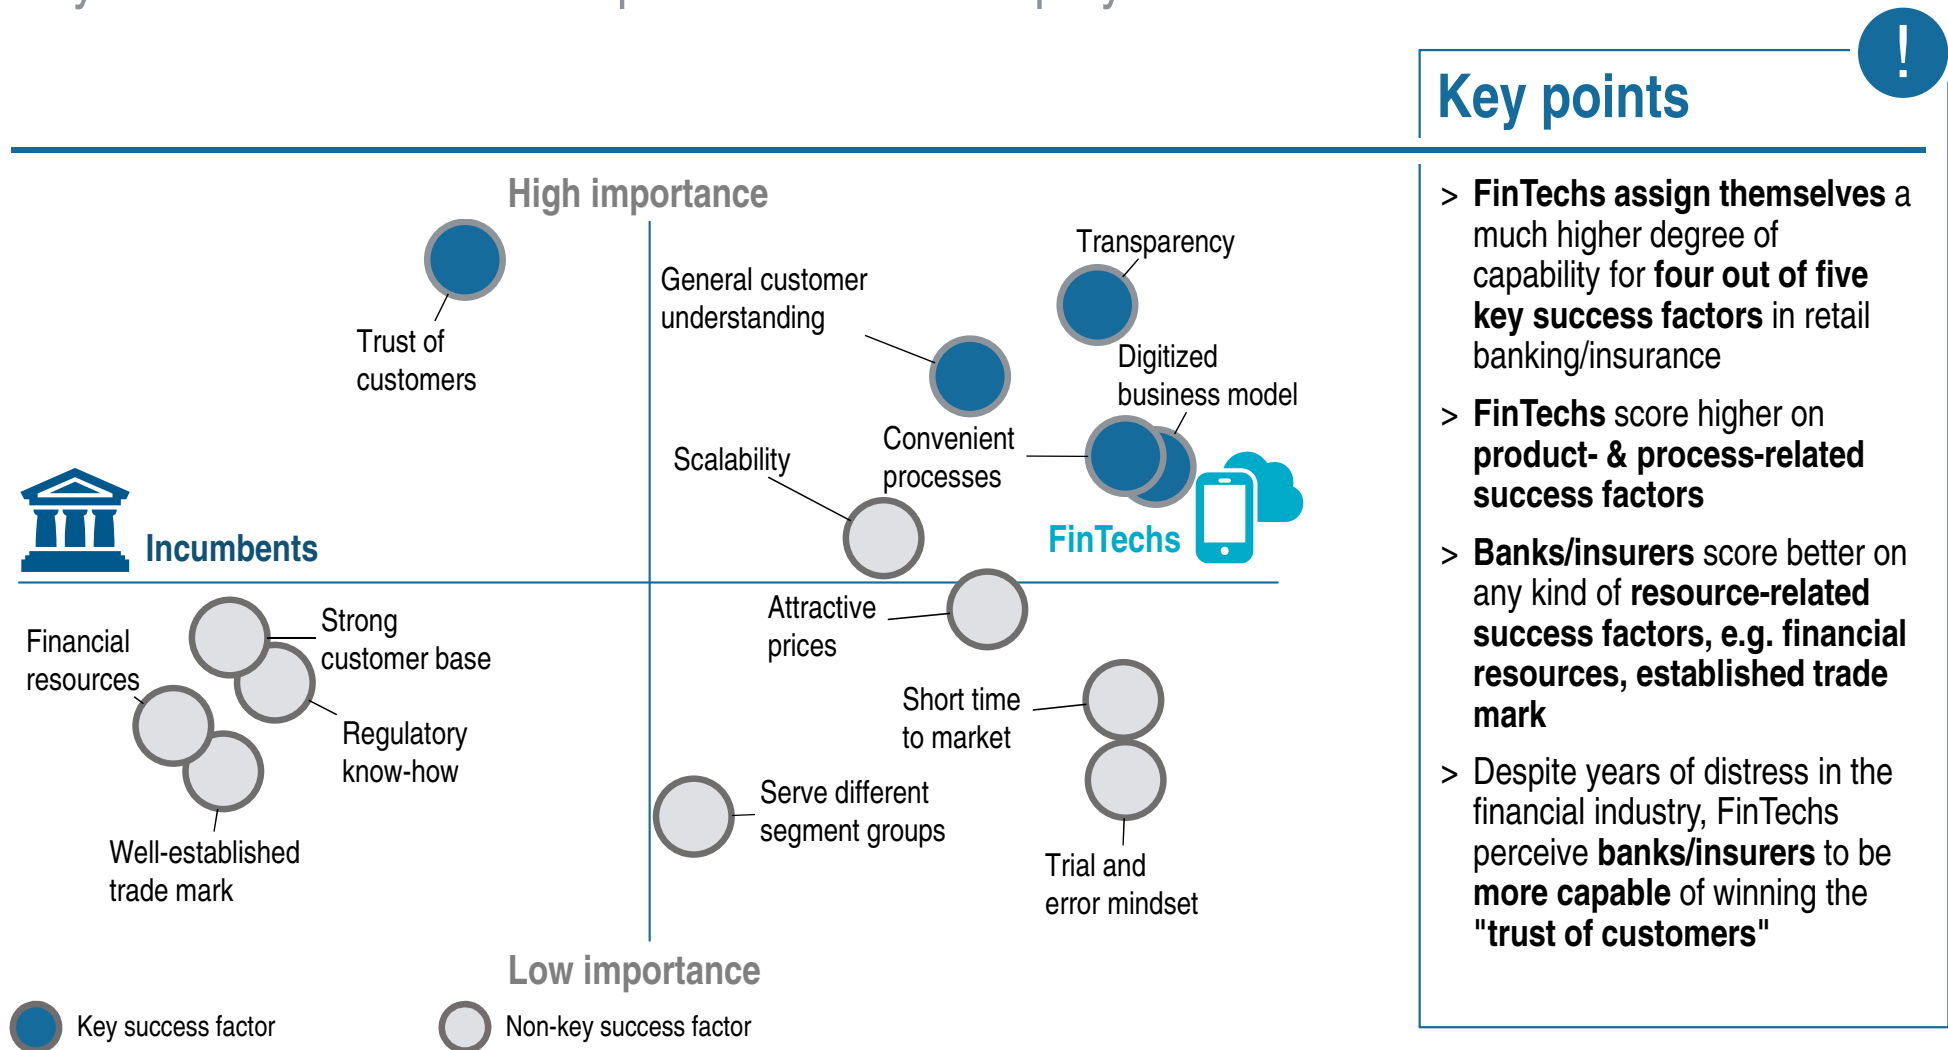 !
Key points
High importance
Transparency
General customer
understanding
Trust of
customers
Digitized
business model
Convenient
processes
Scalability
Incumbents
FinTechs
Strong
customer base
Financial
resources
Regulatory
know-how
Well-established
trade mark
Attractive
prices
Short time
to market
Serve different
segment groups
Trial and
error mindset
Low importance
Key success factor
Non-key success factor
> FinTechs assign themselves a
much higher degree of
capability for four out of five
key success factors in retail
banking/insurance
> FinTechs score higher on
product- & process-related
success factors
> Banks/insurers score better on
any kind of resource-related
success factors, e.g. financial
resources, established trade
mark
> Despite years of distress in the
financial industry, FinTechs
perceive banks/insurers to be
more capable of winning the
"trust of customers"